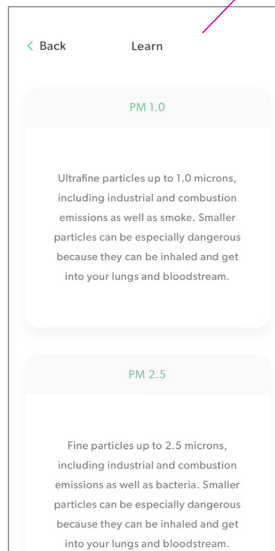 Back Learn
PM 1.0
Ultrafine particles up to 1.0 microns,
including industrial and combustion
emissions as well as smoke. Smaller
particles can be especially dangerous
because they can be inhaled and get
into your lungs and bloodstream.
PM 2.5
Fine particles up to 2.5 microns,
including industrial and combustion
emissions as well as bacteria. Smaller
particles can be especially dangerous
because they can be inhaled and get
into your lungs and bloodstream.